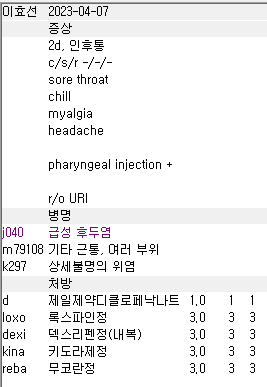 이효선 2023-04-07
증상
2d, 인후통
c/s/r -/-/-
sore throat
chill
myalgia
headache
pharyngeal injection +
r/o URI
병명
j040 급성 후두염
m79108 기타 근통, 여러 부위
k297 상세불명의 위염
처방
d 제일제약디클로페낙나트 1.0 1 1
loxo 록스파인정 3.0 3 3
dexi 덱스리펜정(내복) 3.0 3 3
kina 키도라제정 3.0 3 3
reba 무코란정 3.0 3 3